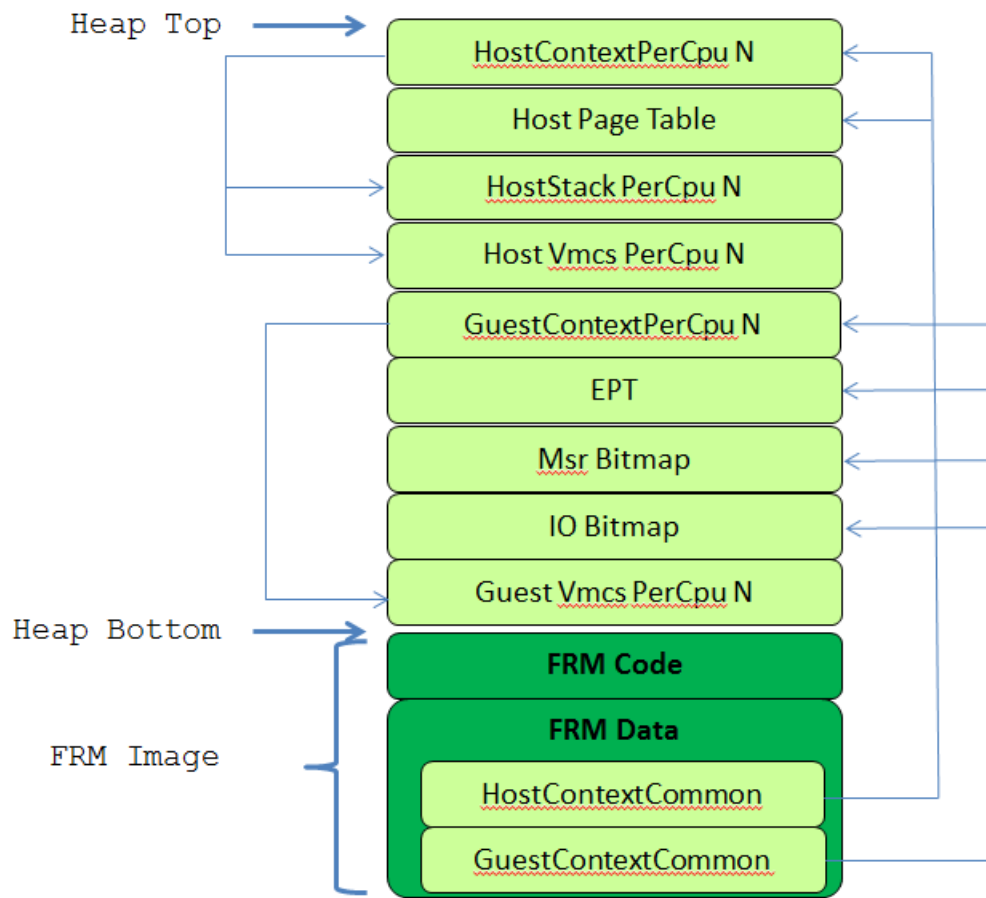 Heap Top
HostContextPerCpu N
Host Page Table
HostStack PerCpu N
Host Vmcs PerCpu N
GuestContextPerCpu N
EPT
Msr Bitmap
IO Bitmap
Guest Vmcs PerCpu N
Heap Bottom
FRM Code
FRM Data
FRM Image
HostContextCommon
GuestContextCommon